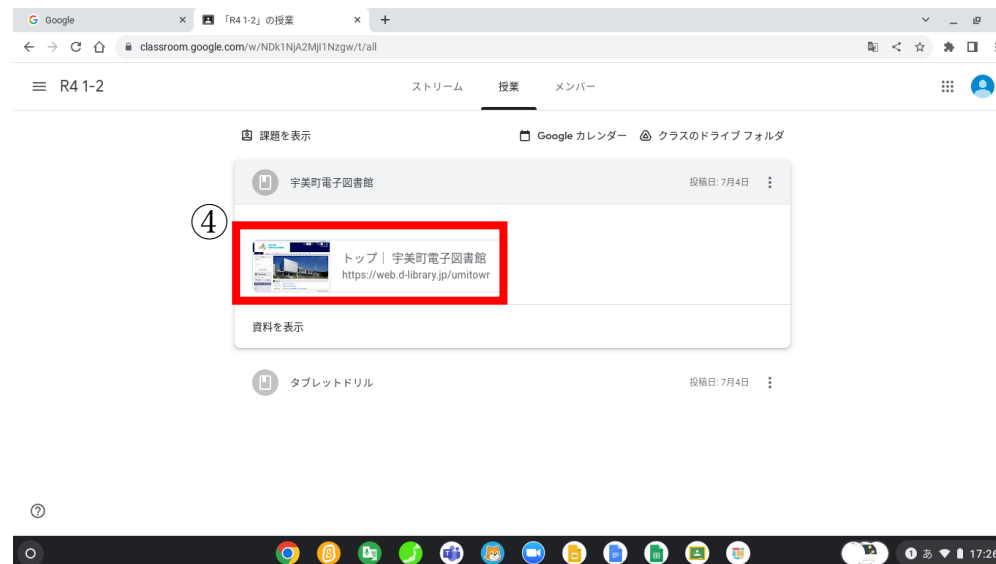 Google
「R4 1-2」の授業
classroom.google.com/w/NDk1NjA2MjI1Nzgw/t/all
R4 1-2
ストリーム 授業 メンバー
課題を表示
Google カレンダー クラスのドライブ フォルダ
宇美町電子図書館
投稿日: 7月4日
④
トップ｜ 宇美町電子図書館
https://web.d-library.jp/umitowr
資料を表示
タブレットドリル
投稿日: 7月4日
あ 17:26